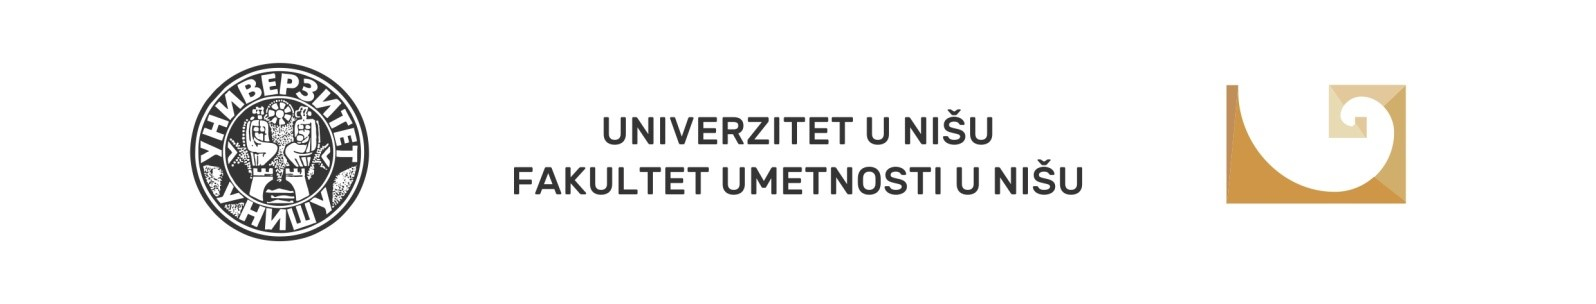 УНИВЕРЗИТЕТ
У НИШУ
UNIVERZITET U NIŠU
FAKULTET UMETNOSTI U NIŠU